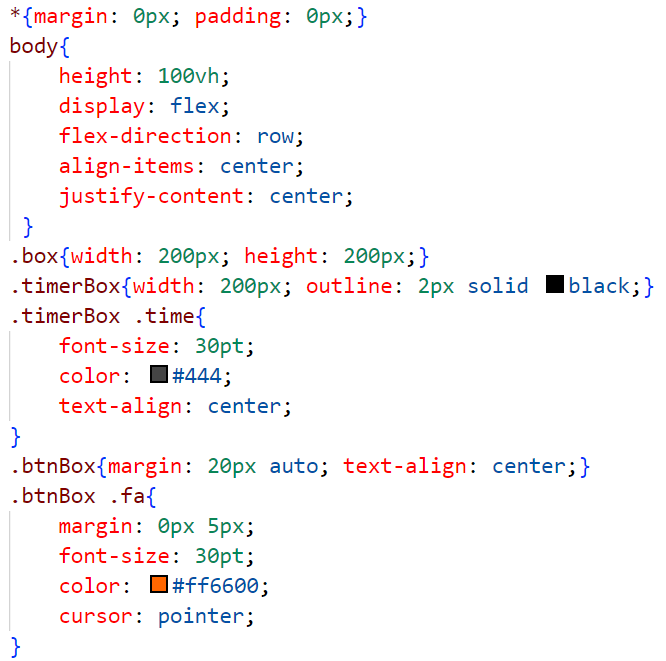 *{margin: 0px; padding: 0px;}
body{
    height: 100vh;
    display: flex;
    flex-direction: row;
    align-items: center;
    justify-content: center;
 }
.box{width: 200px; height: 200px;}
.timerBox{width: 200px; outline: 2px solid black;}
.timerBox .time{
    font-size: 30pt;
    color: #444;
    text-align: center;
}
.btnBox{margin: 20px auto; text-align: center;}
.btnBox .fa{
    margin: 0px 5px;
    font-size: 30pt;
    color: #ff6600;
    cursor: pointer;
}